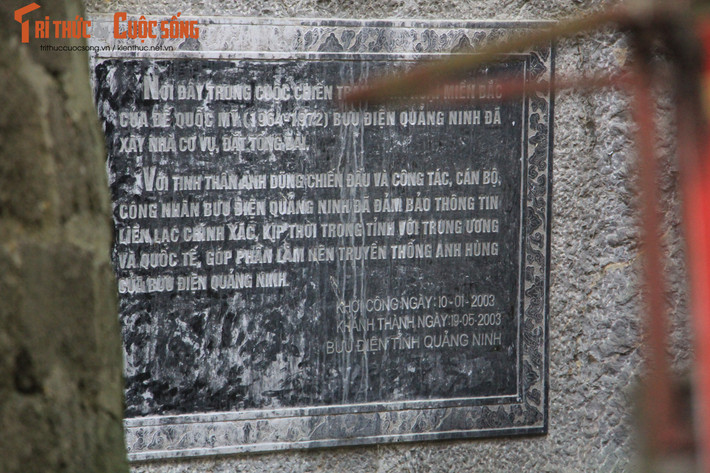 TRI THỨC & Cuộc SỐNG
trithuccuocsong.vn / kienthuc.net.vn
NƠI ĐÂY TRONG CUỘC CHIẾN MIỀN BẮC
CỦA ĐẾ QUỐC MỸ (1964-1972) BƯU ĐIỆN QUẢNG NINH ĐÃ
XÂY NHÀ CƠ VỤ, ĐẶT TỔNG ĐÀI.
VỚI TINH THẦN ANH DŨNG CHIẾN ĐẤU VÀ CÔNG TÁC, CÁN BỘ,
CÔNG NHÂN BƯU ĐIỆN QUẢNG NINH ĐÃ ĐẢM BẢO THÔNG TIN
LIÊN LẠC CHÍNH XÁC, KỊP THỜI TRONG TỈNH VỚI TRUNG ƯƠNG
VÀ QUỐC TẾ, GÓP PHẦN LÀM NÊN TRUYỀN THỐNG ANH HÙNG
CỦA BƯU ĐIỆN QUẢNG NINH.
KHỞI CÔNG NGÀY: 10-01-2003
KHÁNH THÀNH NGÀY: 19-05-2003
BƯU ĐIỆN TỈNH QUẢNG NINH